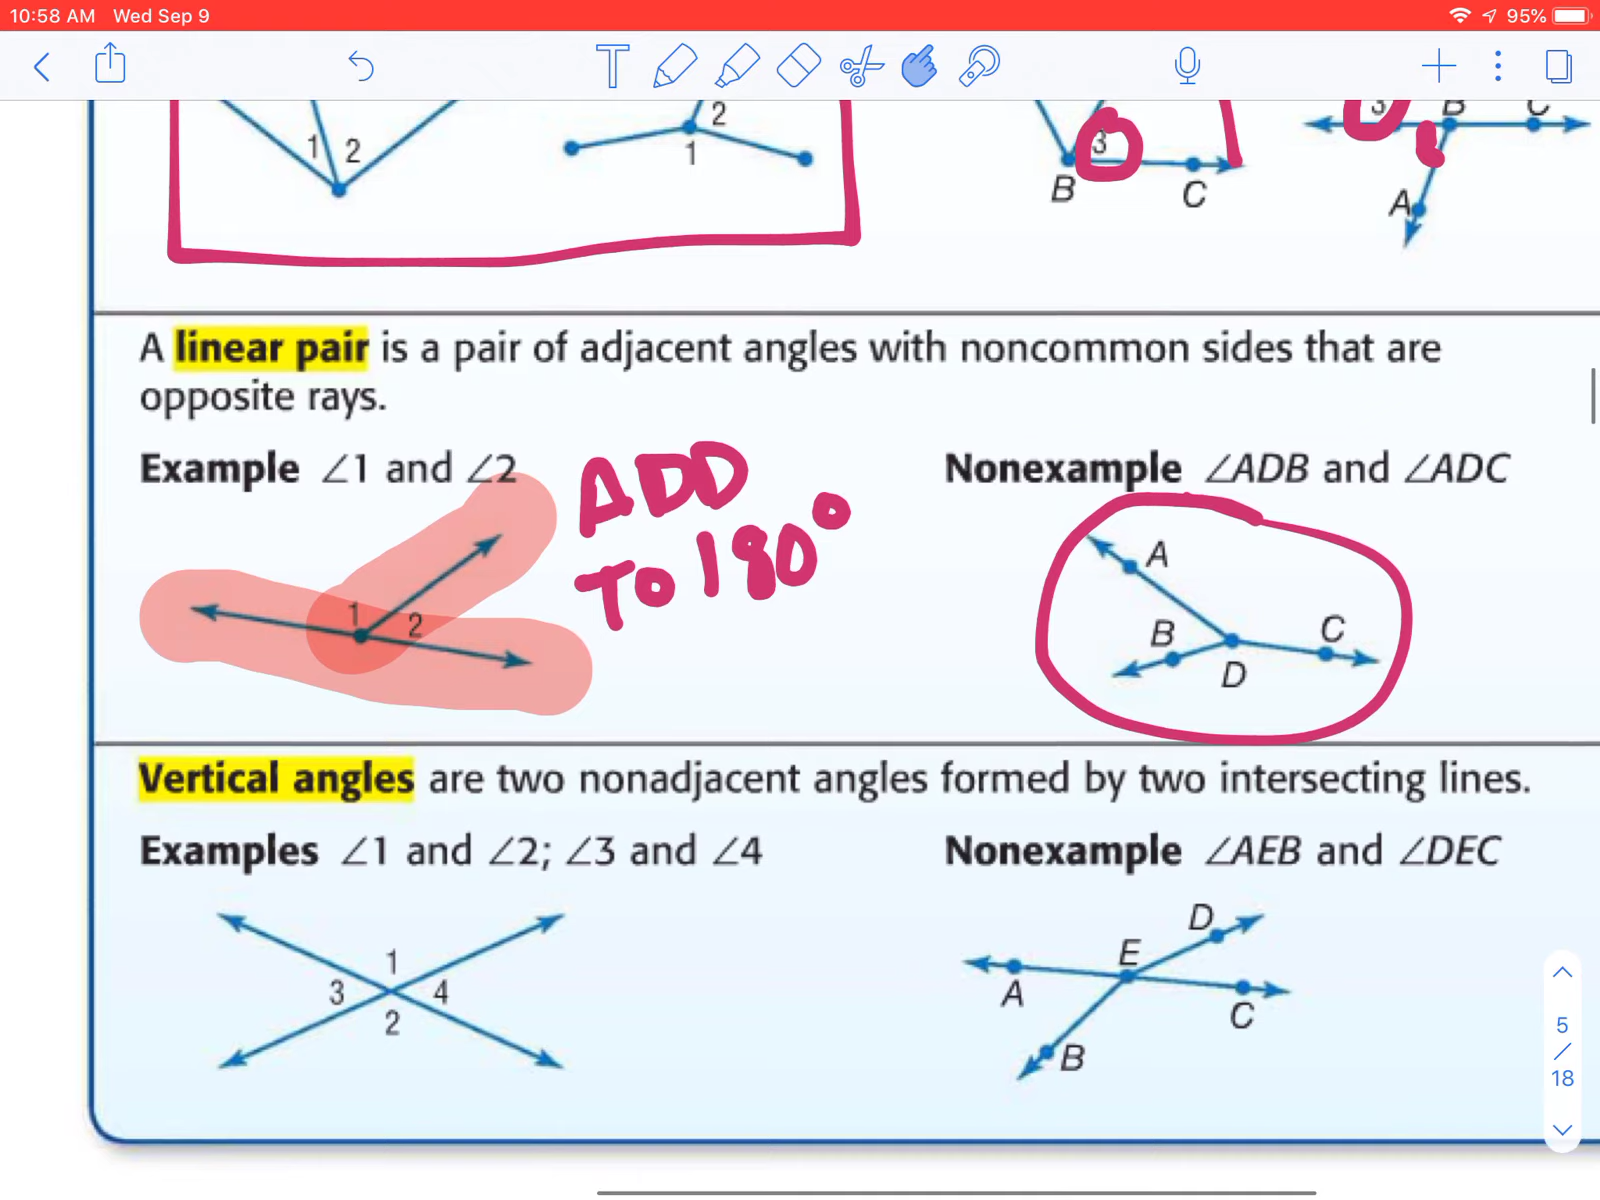 10:58 AM Wed Sep 9 95%
T
1 2
2
1
3
B C
3 B C
A
A linear pair is a pair of adjacent angles with noncommon sides that are
opposite rays.
Example ∠1 and ∠2
ADD
TO 180°
1 2
Nonexample ∠ADB and ∠ADC
A
B C
D
Vertical angles are two nonadjacent angles formed by two intersecting lines.
Examples ∠1 and ∠2; ∠3 and ∠4
1
3 4
2
Nonexample ∠AEB and ∠DEC
D
E
A
C
B
5
/
18